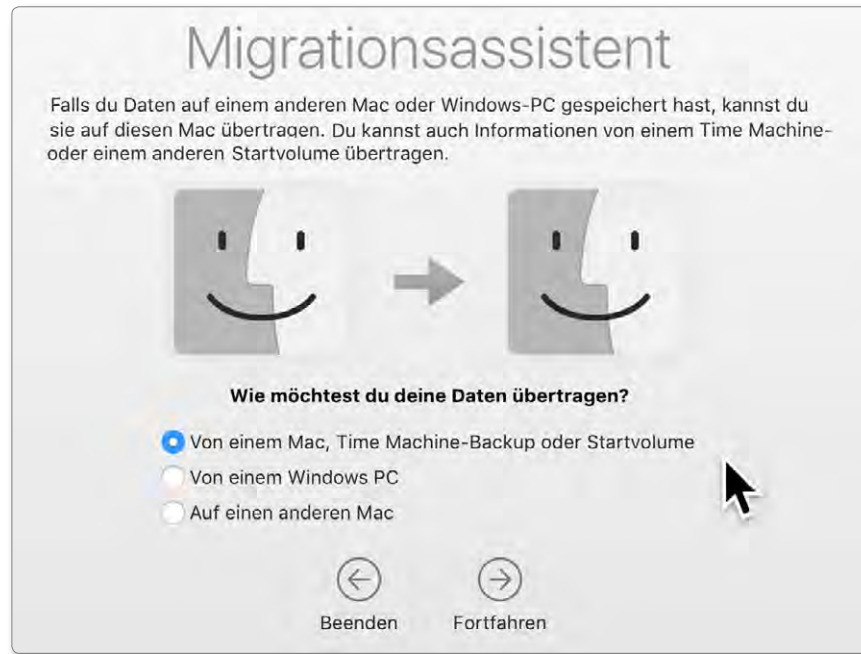 Migrationsassistent
Falls du Daten auf einem anderen Mac oder Windows-PC gespeichert hast, kannst du
sie auf diesen Mac übertragen. Du kannst auch Informationen von einem Time Machine-
oder einem anderen Startvolume übertragen.
Wie möchtest du deine Daten übertragen?
Von einem Mac, Time Machine-Backup oder Startvolume
Von einem Windows PC
Auf einen anderen Mac
Beenden Fortfahren